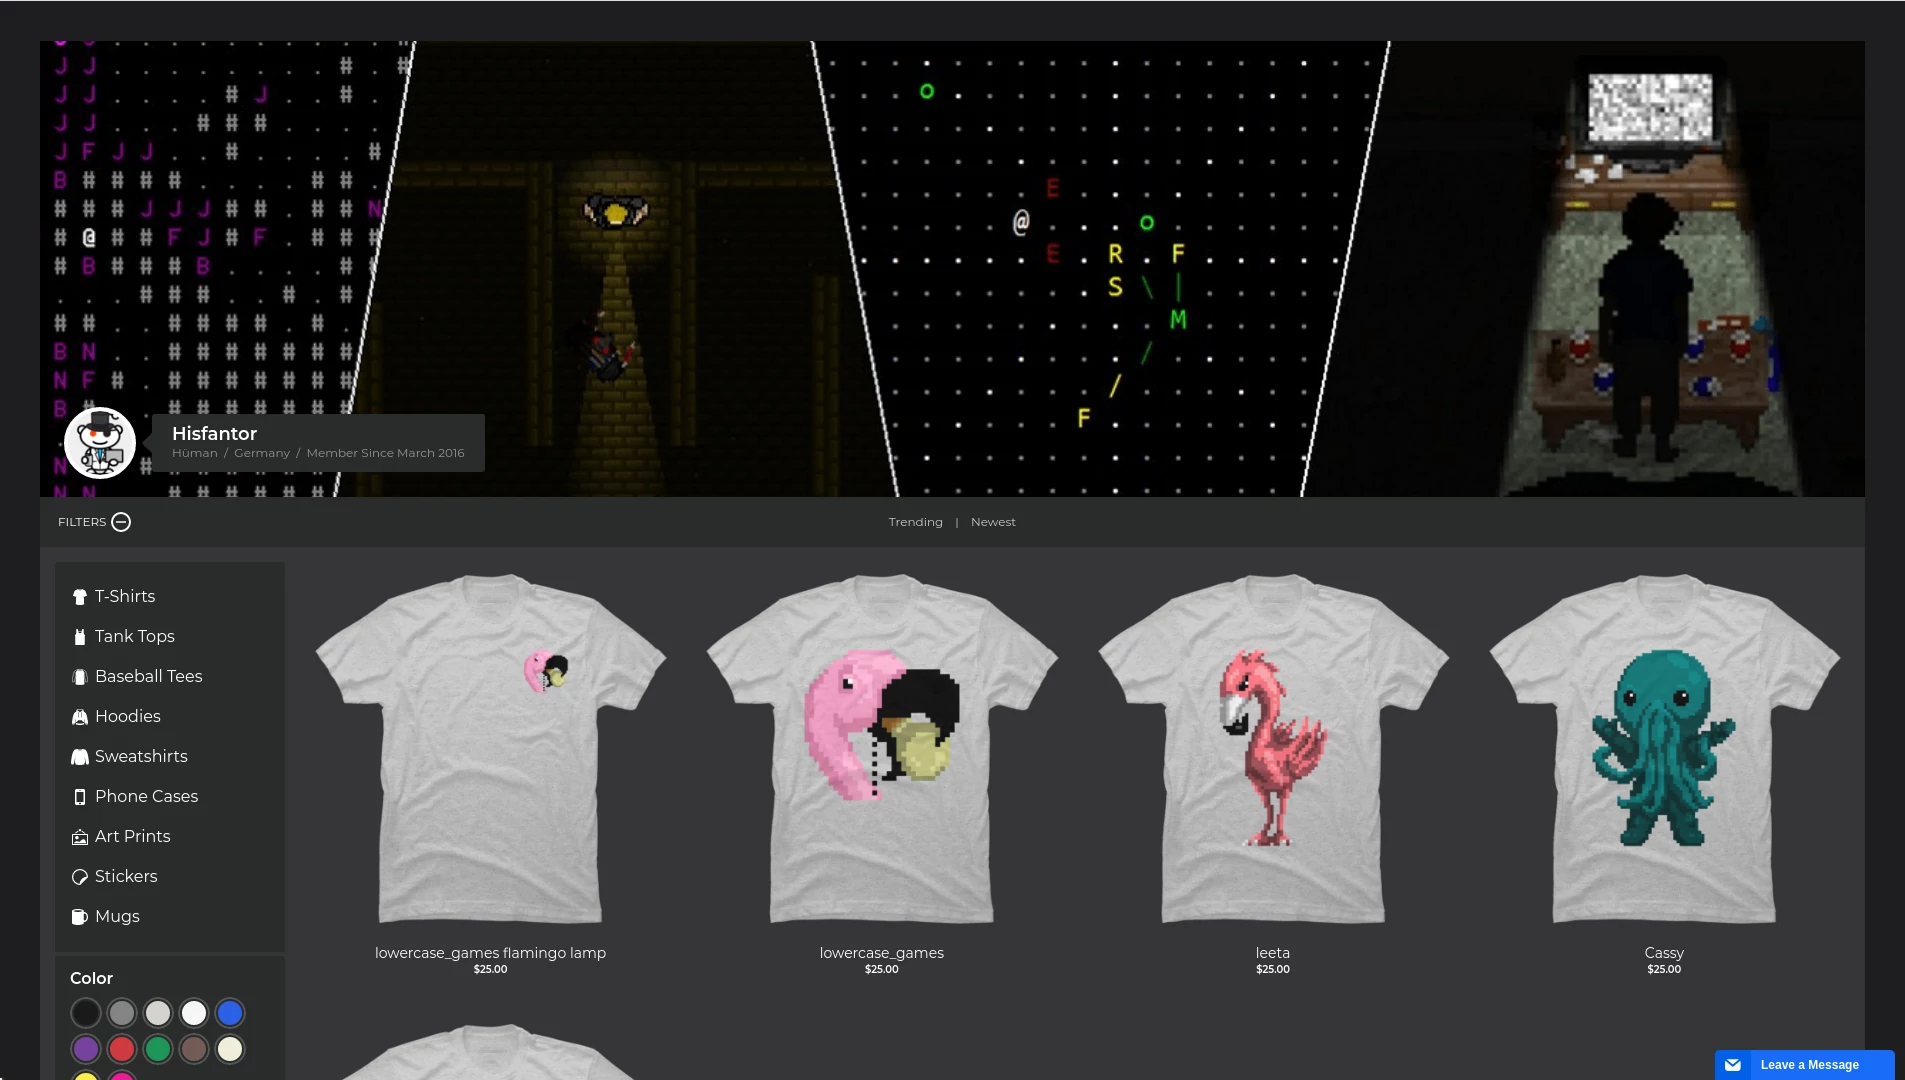 Hisfantor
Hüman / Germany / Member Since March 2016
FILTERS
Trending | Newest
T-Shirts
Tank Tops
Baseball Tees
Hoodies
Sweatshirts
Phone Cases
Art Prints
Stickers
Mugs
Color
lowercase_games flamingo lamp
$25.00
lowercase_games
$25.00
leeta
$25.00
Cassy
$25.00
Leave a Message